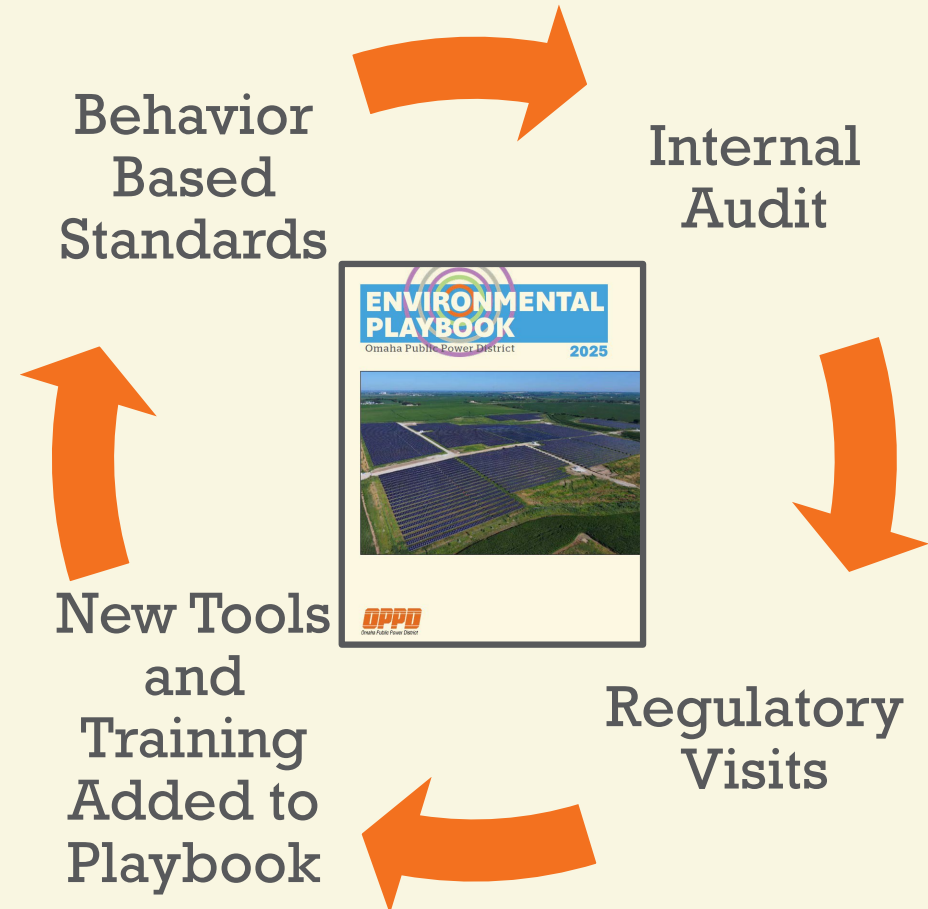 Behavior
Based
Standards
Internal
Audit
ENVIRONMENTAL
PLAYBOOK
Omaha Public Power District
2025
OPPD
Omaha Public Power District
New Tools
and
Training
Added to
Playbook
Regulatory
Visits